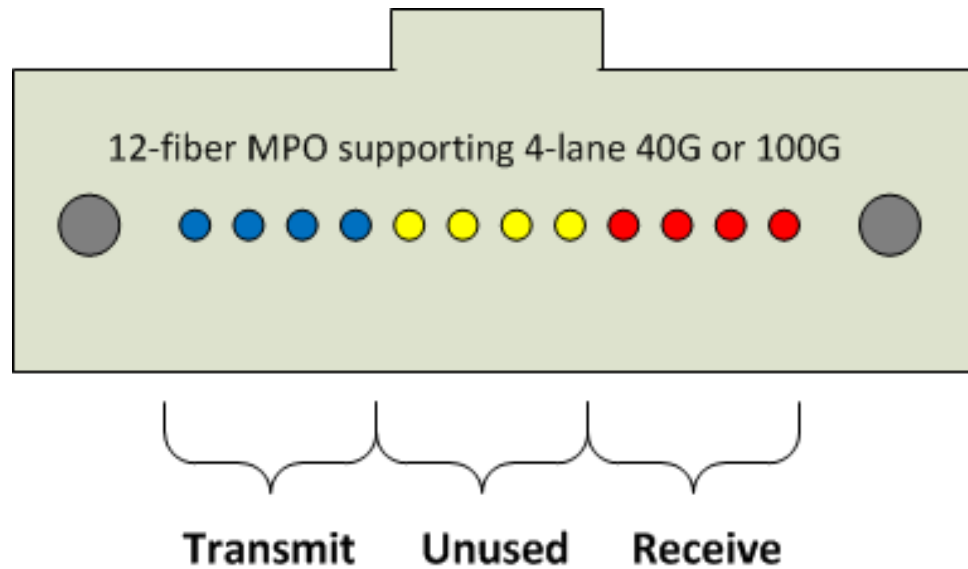 12-fiber MPO supporting 4-lane 40G or 100G
Transmit Unused Receive